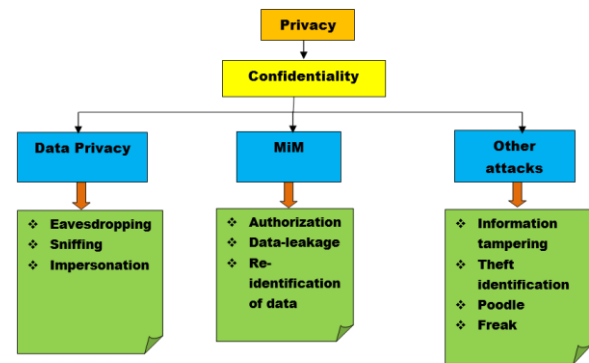 Privacy
Confidentiality
Data Privacy
MiM
Other
attacks
❖ Eavesdropping
❖ Sniffing
❖ Impersonation
❖ Authorization
❖ Data-leakage
❖ Re-
identification
of data
❖ Information
tampering
❖ Theft
identification
❖ Poodle
❖ Freak